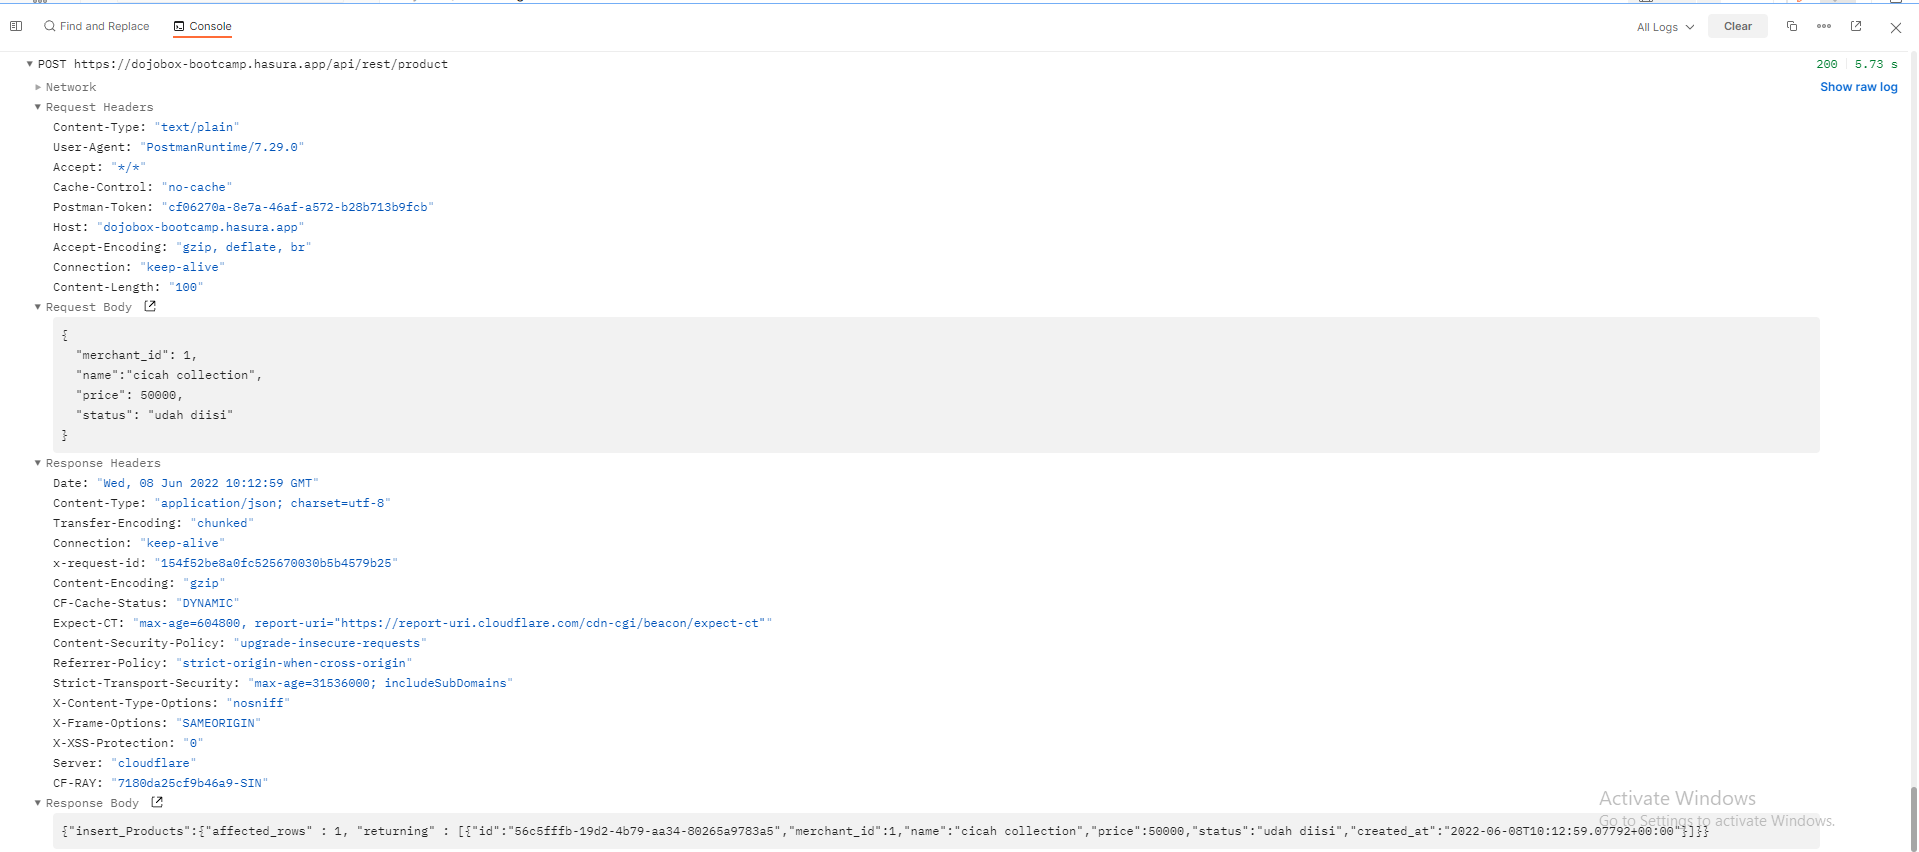 Find and Replace
Console
All Logs
Clear
POST https://dojobox-bootcamp.hasura.app/api/rest/product
200
5.73 s
Network
Show raw log
Request Headers
Content-Type: "text/plain"
User-Agent: "PostmanRuntime/7.29.0"
Accept: "*/*"
Cache-Control: "no-cache"
Postman-Token: "cf06270a-8e7a-46af-a572-b28b713b9fcb"
Host: "dojobox-bootcamp.hasura.app"
Accept-Encoding: "gzip, deflate, br"
Connection: "keep-alive"
Content-Length: "100"
Request Body
{
"merchant_id": 1,
"name":"cicah collection",
"price": 50000,
"status": "udah diisi"
}
Response Headers
Date: "Wed, 08 Jun 2022 10:12:59 GMT"
Content-Type: "application/json; charset=utf-8"
Transfer-Encoding: "chunked"
Connection: "keep-alive"
x-request-id: "154f52be8a0fc525670030b5b4579b25"
Content-Encoding: "gzip"
CF-Cache-Status: "DYNAMIC"
Expect-CT: "max-age=604800, report-uri="https://report-uri.cloudflare.com/cdn-cgi/beacon/expect-ct""
Content-Security-Policy: "upgrade-insecure-requests"
Referrer-Policy: "strict-origin-when-cross-origin"
Strict-Transport-Security: "max-age=31536000; includeSubDomains"
X-Content-Type-Options: "nosniff"
X-Frame-Options: "SAMEORIGIN"
X-XSS-Protection: "0"
Server: "cloudflare"
CF-RAY: "7180da25cf9b46a9-SIN"
Response Body
{"insert_Products":{"affected_rows" : 1, "returning" : [{"id":"56c5fffb-19d2-4b79-aa34-80265a9783a5","merchant_id":1,"name":"cicah collection","price":50000,"status":"udah diisi","created_at":"2022-06-08T10:12:59.07792+00:00"}]}}
Activate Windows
Go to Settings to activate Windows.